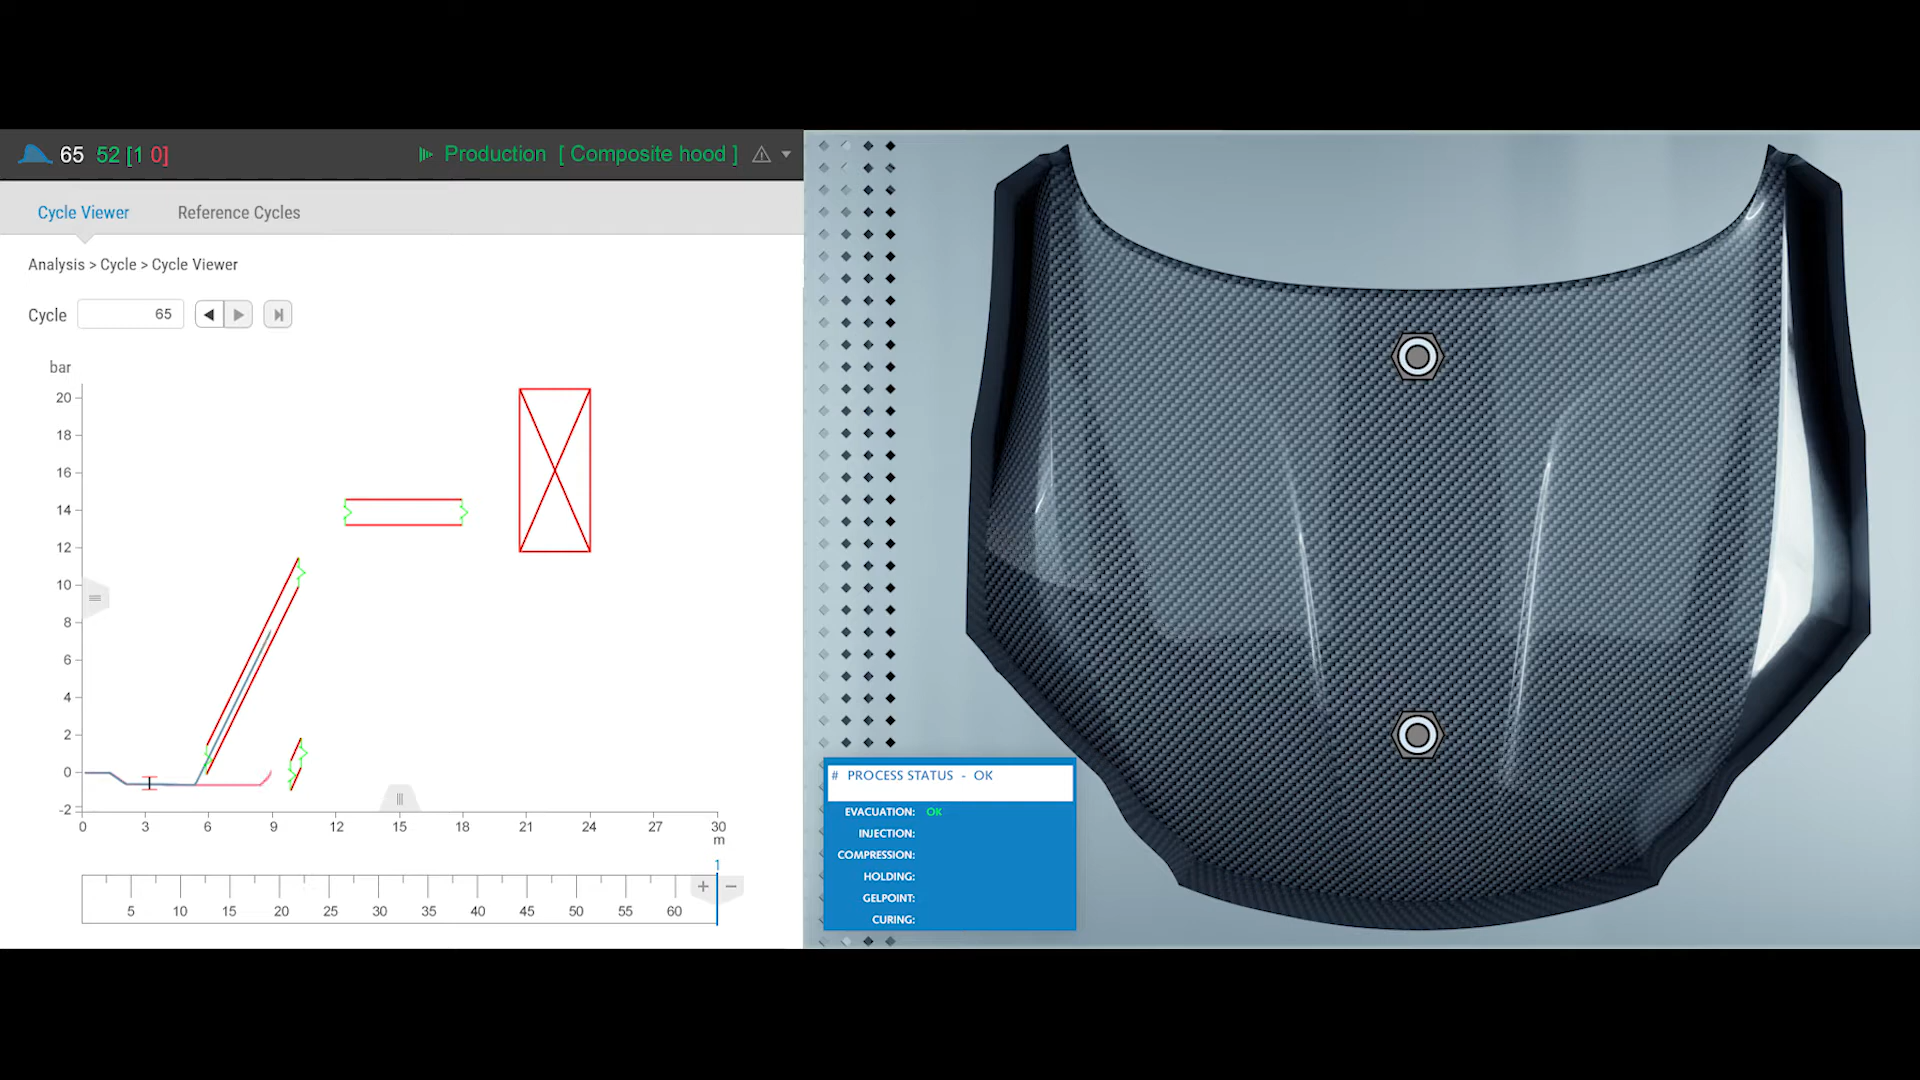 65 52 [1 0]
Production [ Composite hood ]
Cycle Viewer
Reference Cycles
Analysis > Cycle > Cycle Viewer
Cycle 65
bar
20
18
16
14
12
10
8
6
4
2
0
-2
0 3 6 9 12 15 18 21 24 27 30
m
1
5 10 15 20 25 30 35 40 45 50 55 60
# PROCESS STATUS - OK
EVACUATION: OK
INJECTION:
COMPRESSION:
HOLDING:
GELPOINT:
CURING: